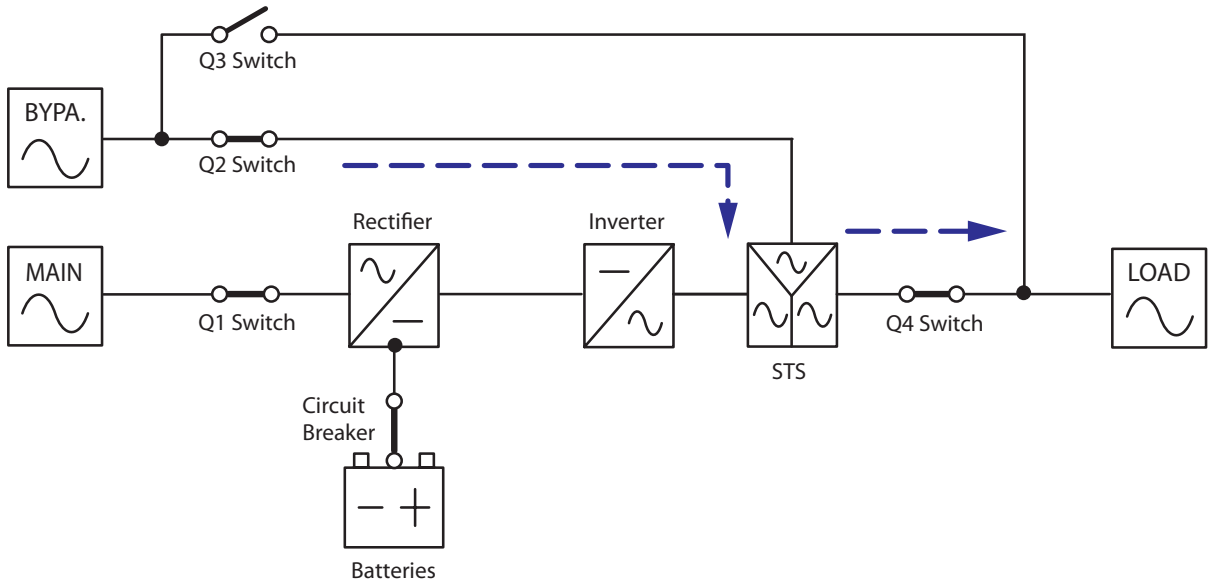 Q3 Switch
BYPA.
Q2 Switch
Rectifier
Inverter
MAIN
LOAD
Q1 Switch
Q4 Switch
STS
Circuit
Breaker
Batteries